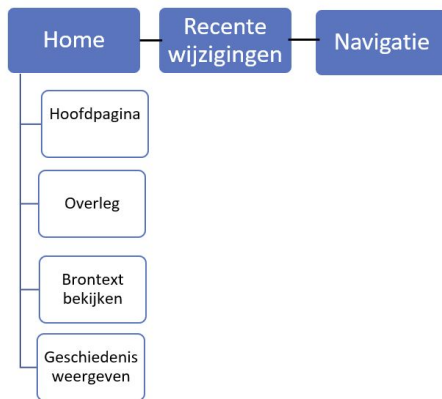 Home
Recente
wijzigingen
Navigatie
Hoofdpagina
Overleg
Brontext
bekijken
Geschiedenis
weergeven